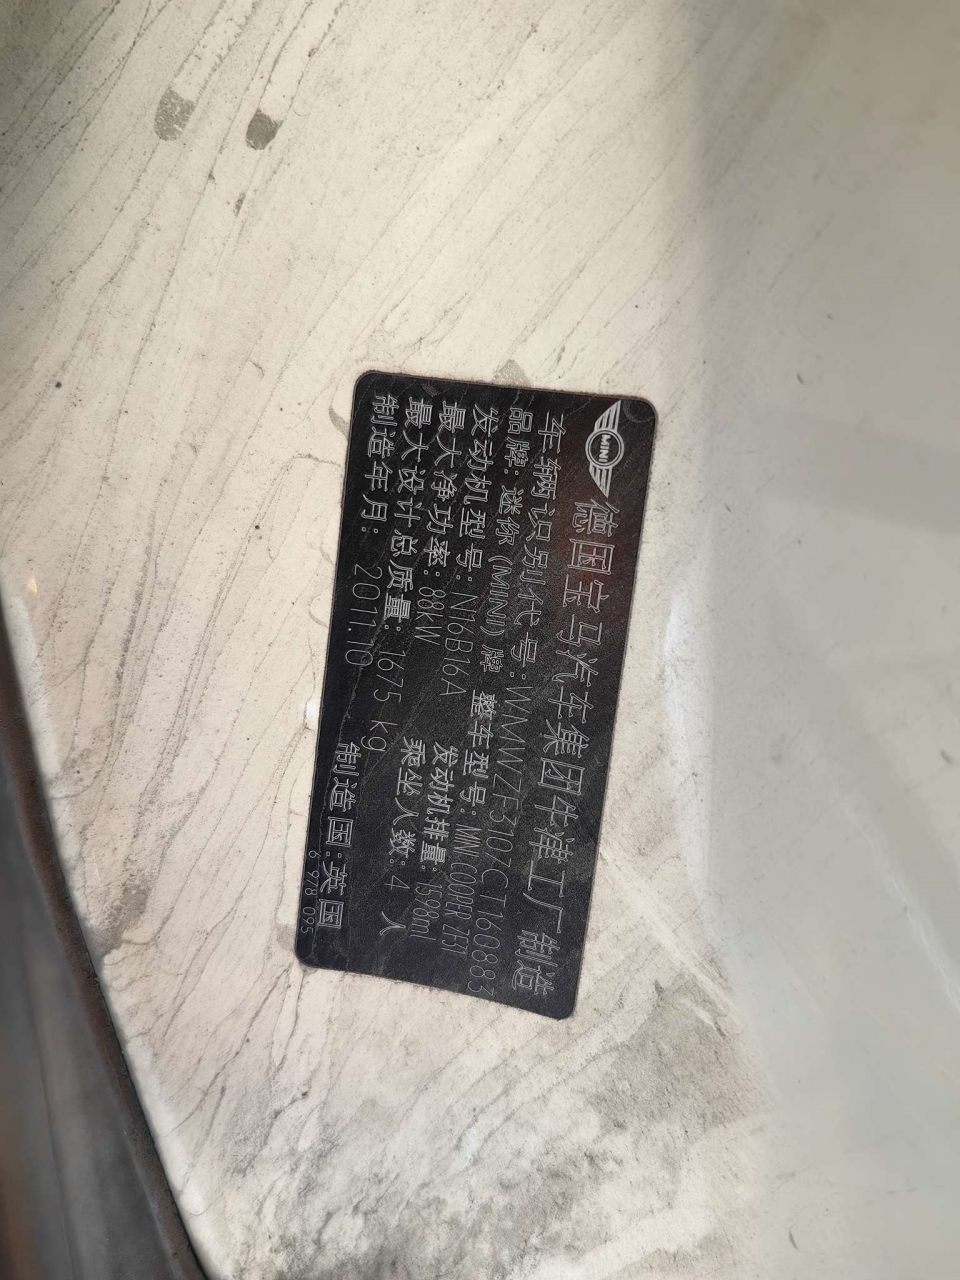 MINI
德国宝马汽车集团牛津工厂制造
车辆识别代号:WMWZF3107CT160883
品牌: 迷你(MINI)牌 整车型号: MINI COOPER ZF31
发动机型号: N16B16A 发动机排量: 1598ml
最大净功率: 88kW 乘坐人数: 4 人
最大设计总质量: 1675 kg
制造年月: 2011.10 制造国:英国
6 978 095